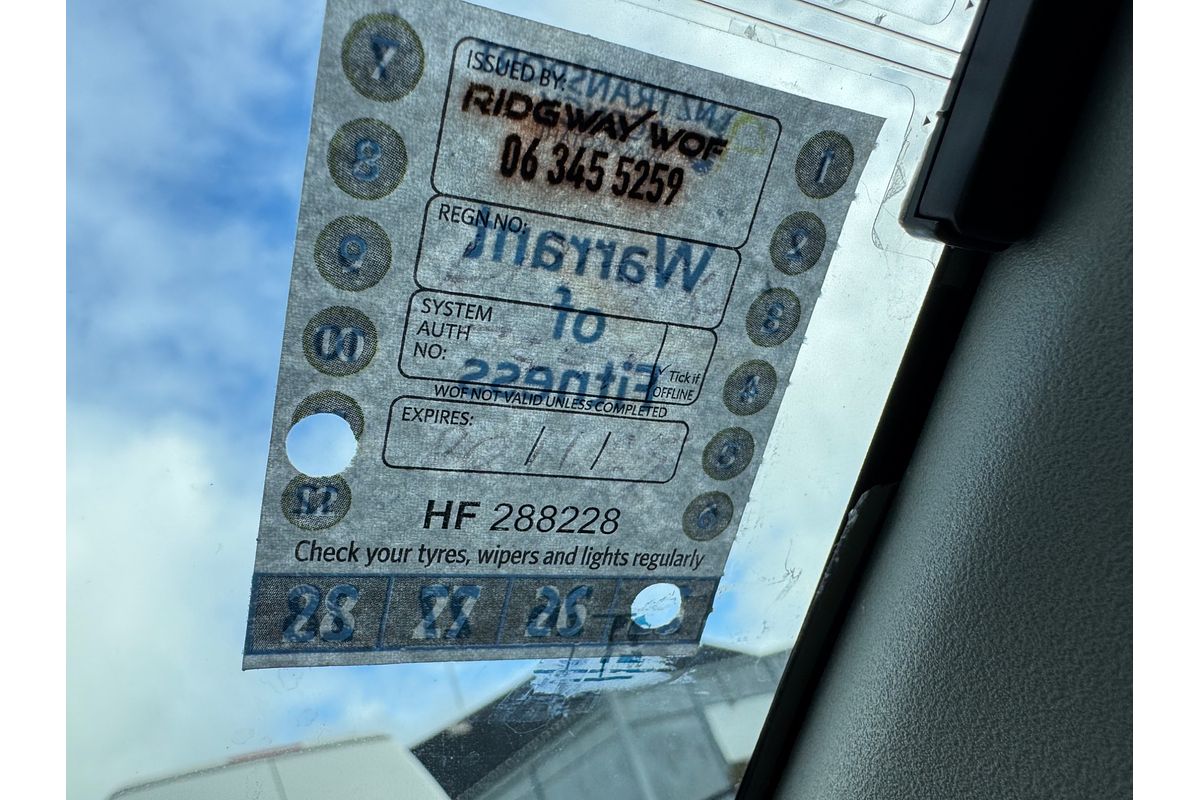 ISSUED BY:
NZ TRANSPORT
RIDGWAY WOF
06 345 5259
REGN NO:
Warrant
of
Fitness
SYSTEM
AUTH
NO:
✓ Tick if
OFFLINE
WOF NOT VALID UNLESS COMPLETED
EXPIRES:
/ /
HF 288228
Check your tyres, wipers and lights regularly
7
8
9
10
12
1
2
3
4
5
6
28 27 26